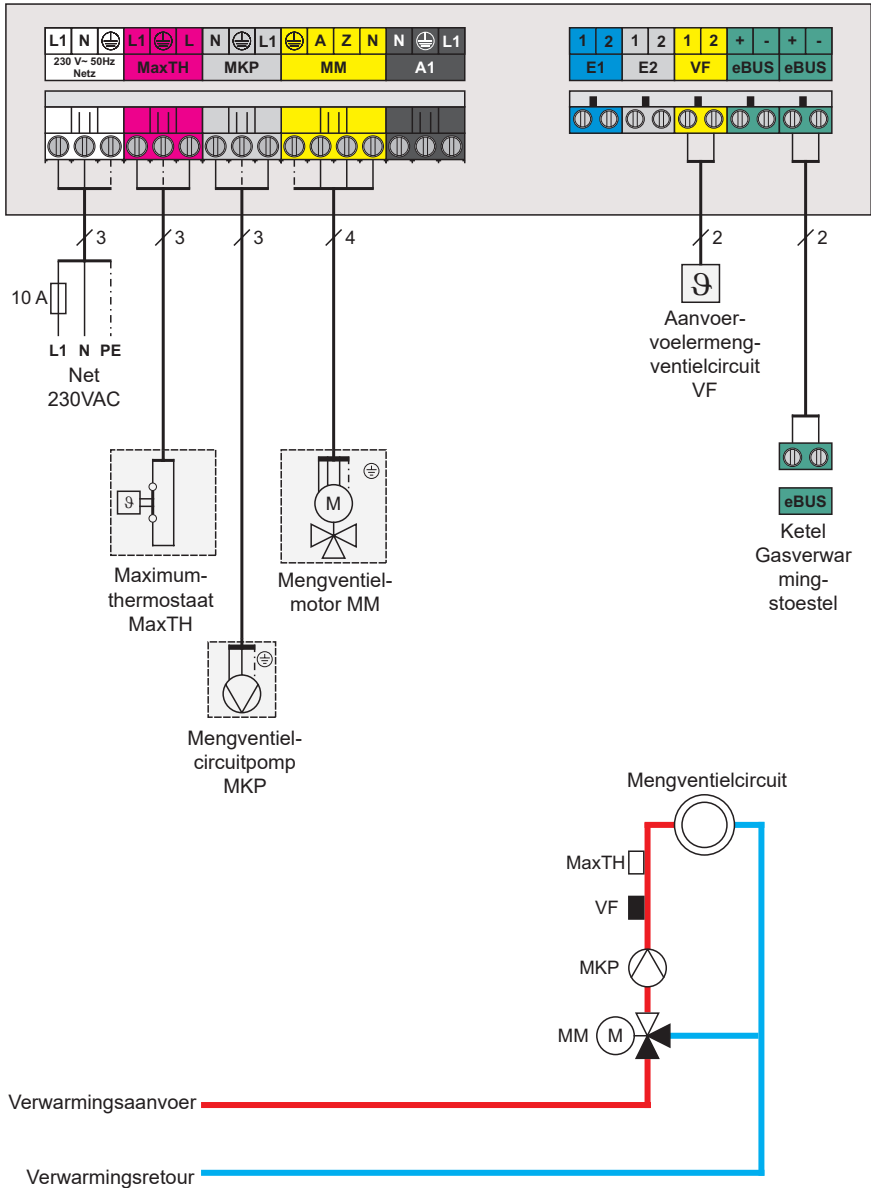 L1 N L1 L N L1 A Z N N L1
230 V~ 50Hz
Netz
MaxTH MKP MM A1
1 2 1 2 1 2 + - + -
E1 E2 VF eBUS eBUS
3 3 3 4 2 2
10 A
L1 N PE
Net
230VAC
ϑ
Aanvoer-
voelermeng-
ventielcircuit
VF
ϑ
Maximum-
thermostaat
MaxTH
M
Mengventiel-
motor MM
eBUS
Ketel
Gasverwar
ming-
stoestel
Mengventiel-
circuitpomp
MKP
Mengventielcircuit
MaxTH
VF
MKP
MM M
Verwarmingsaanvoer
Verwarmingsretour